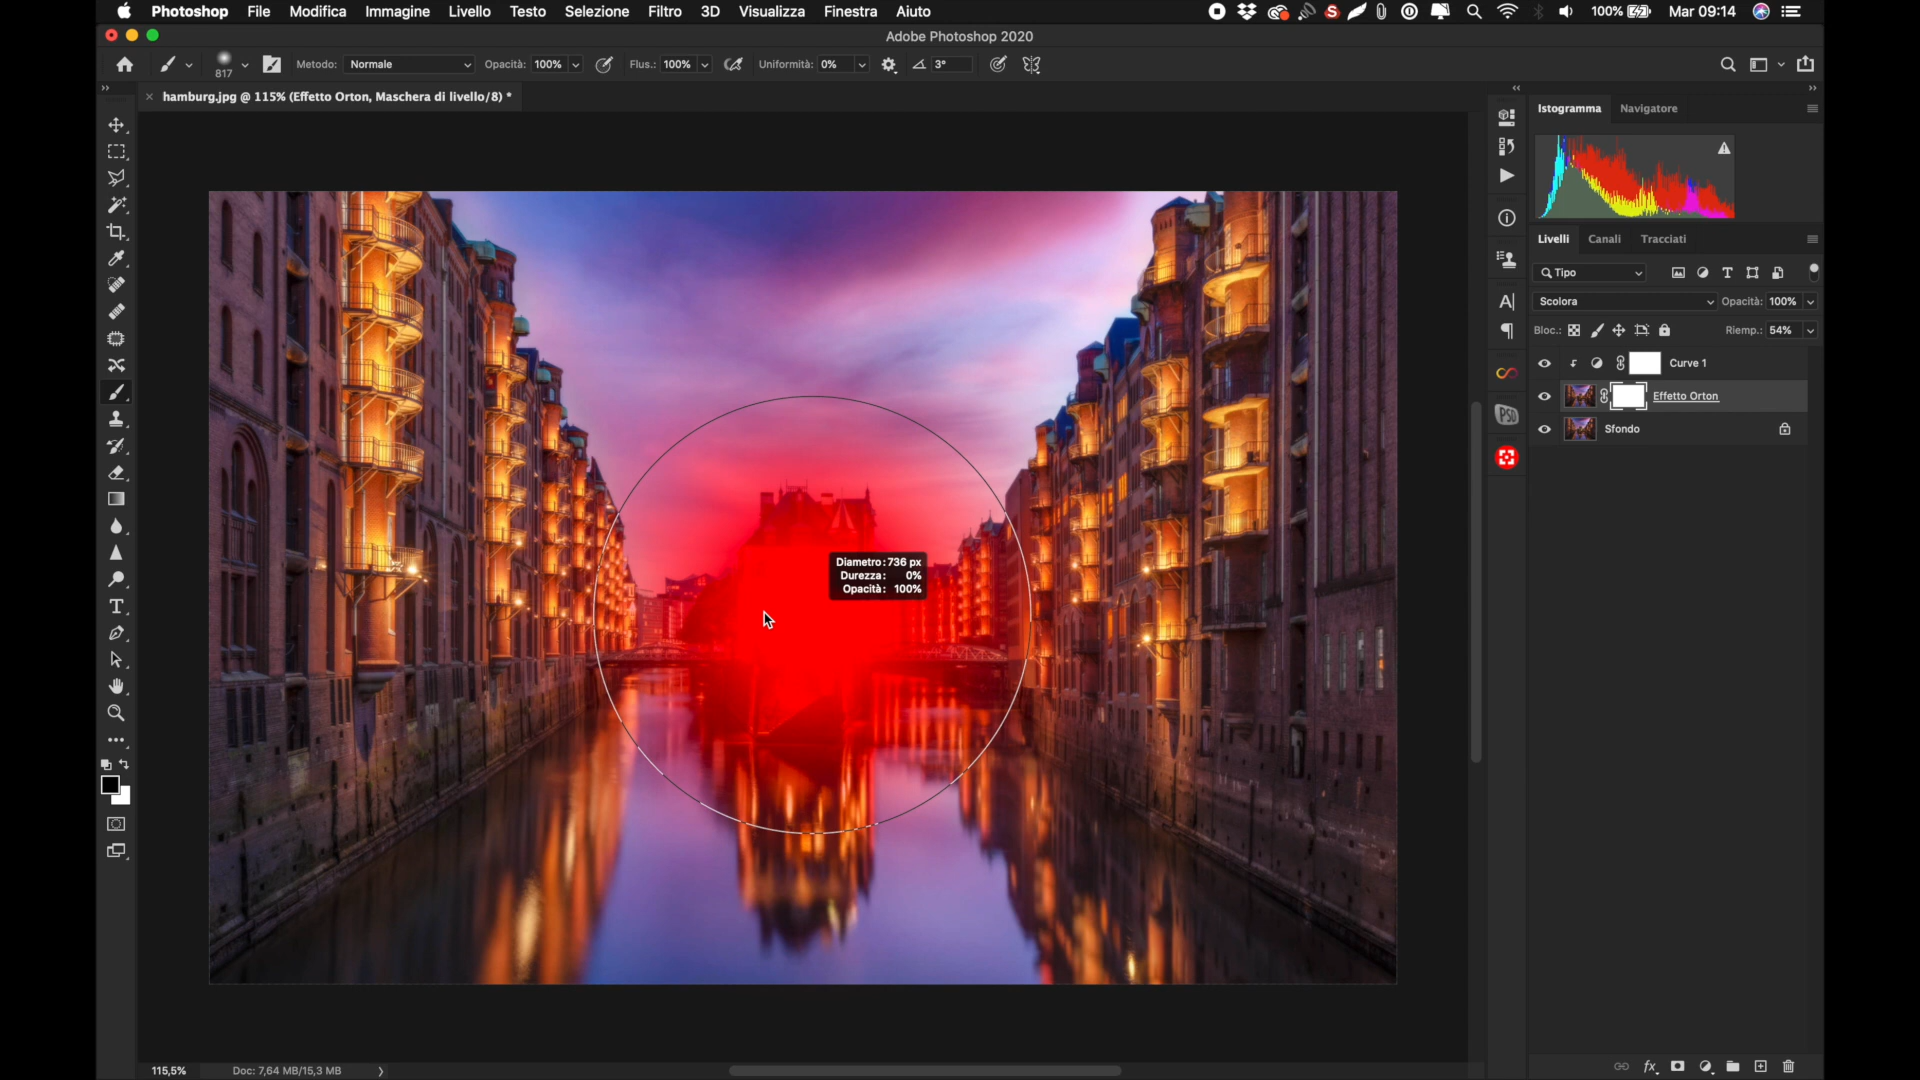 Photoshop File Modifica Immagine Livello Testo Selezione Filtro 3D Visualizza Finestra Aiuto 100% Mar 09:14
Adobe Photoshop 2020
817 Metodo: Normale Opacità: 100% Flus.: 100% Uniformità: 0% 3°
hamburg.jpg @ 115% (Effetto Orton, Maschera di livello/8) *
Istogramma Navigatore
Livelli Canali Tracciati
Tipo
Scolora Opacità: 100%
Bloc.: Riemp.: 54%
Curve 1
Effetto Orton
Sfondo
PSD
Diametro: 736 px
Durezza: 0%
Opacità: 100%
115,5% Doc: 7,64 MB/15,3 MB